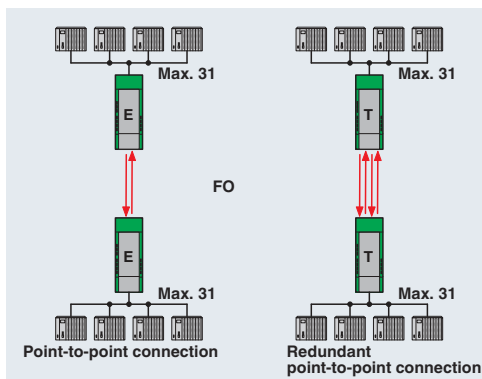 Max. 31
Max. 31
E
T
FO
E
T
Max. 31
Max. 31
Point-to-point connection
Redundant
point-to-point connection